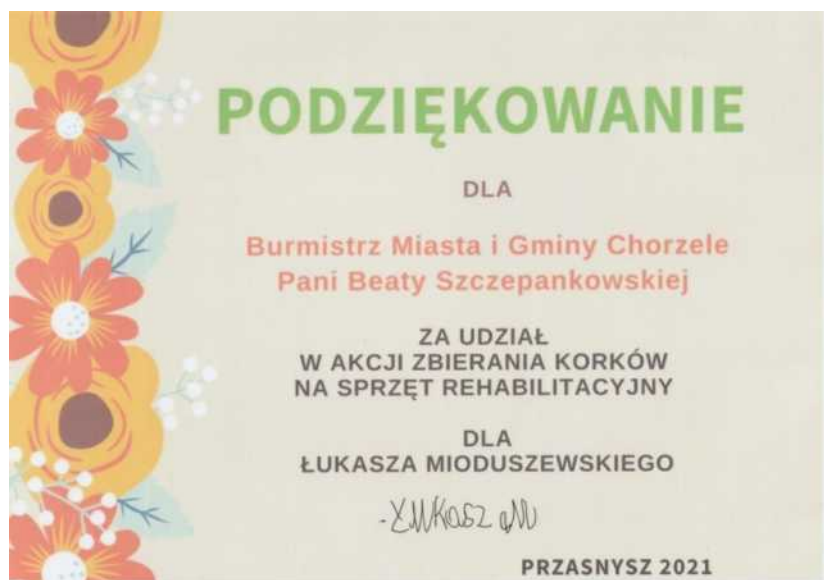 PODZIĘKOWANIE
DLA
Burmistrz Miasta i Gminy Chorzele
Pani Beaty Szczepankowskiej
ZA UDZIAŁ
W AKCJI ZBIERANIA KORKÓW
NA SPRZĘT REHABILITACYJNY
DLA
ŁUKASZA MIODUSZEWSKIEGO
Łukasz M
PRZASNYSZ 2021